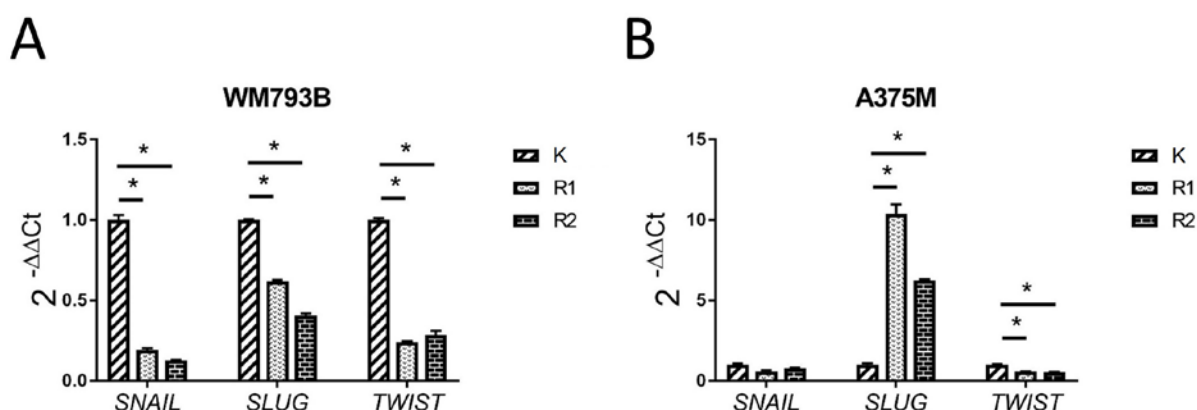 A
WM793B
2 -ΔΔCt
1.5
1.0
0.5
0.0
* * * * * *
SNAIL SLUG TWIST
K
R1
R2
B
A375M
2 -ΔΔCt
15
10
5
0
* * * *
SNAIL SLUG TWIST
K
R1
R2